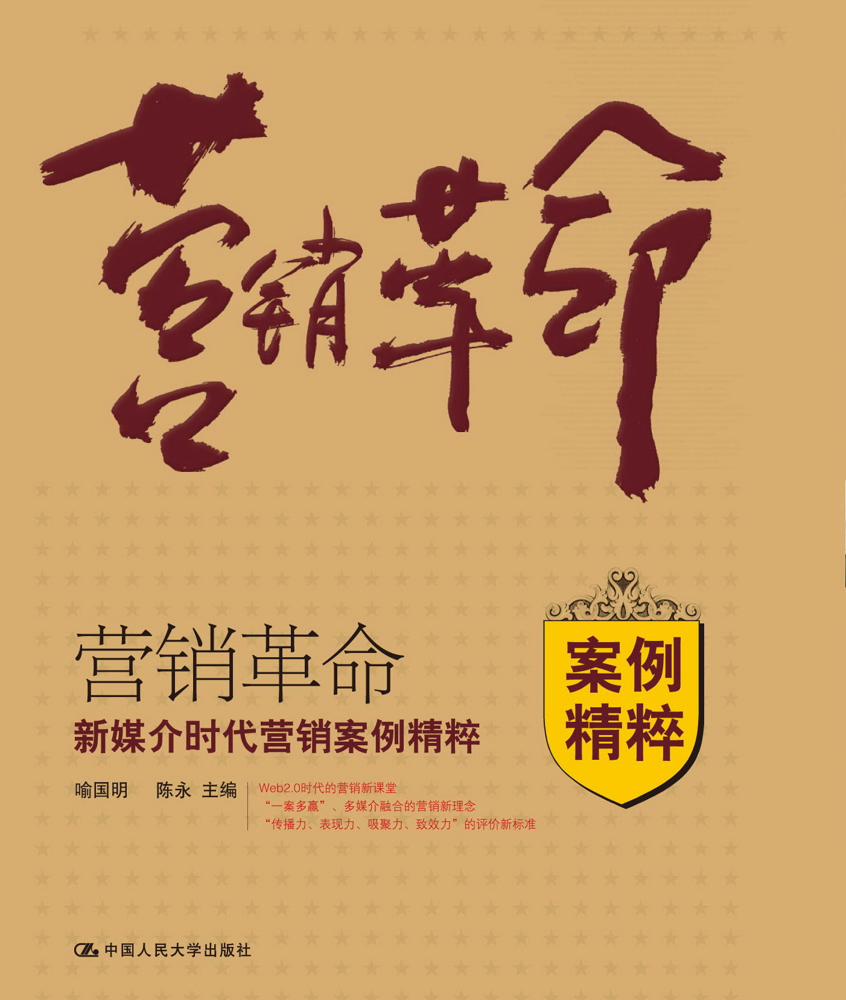 营销革命
营销革命
新媒介时代营销案例精粹
喻国明 陈永 主编
Web2.0时代的营销新课堂
“一案多赢”、多媒介融合的营销新理念
“传播力、表现力、吸聚力、致效力”的评价新标准
案例
精粹
中国人民大学出版社